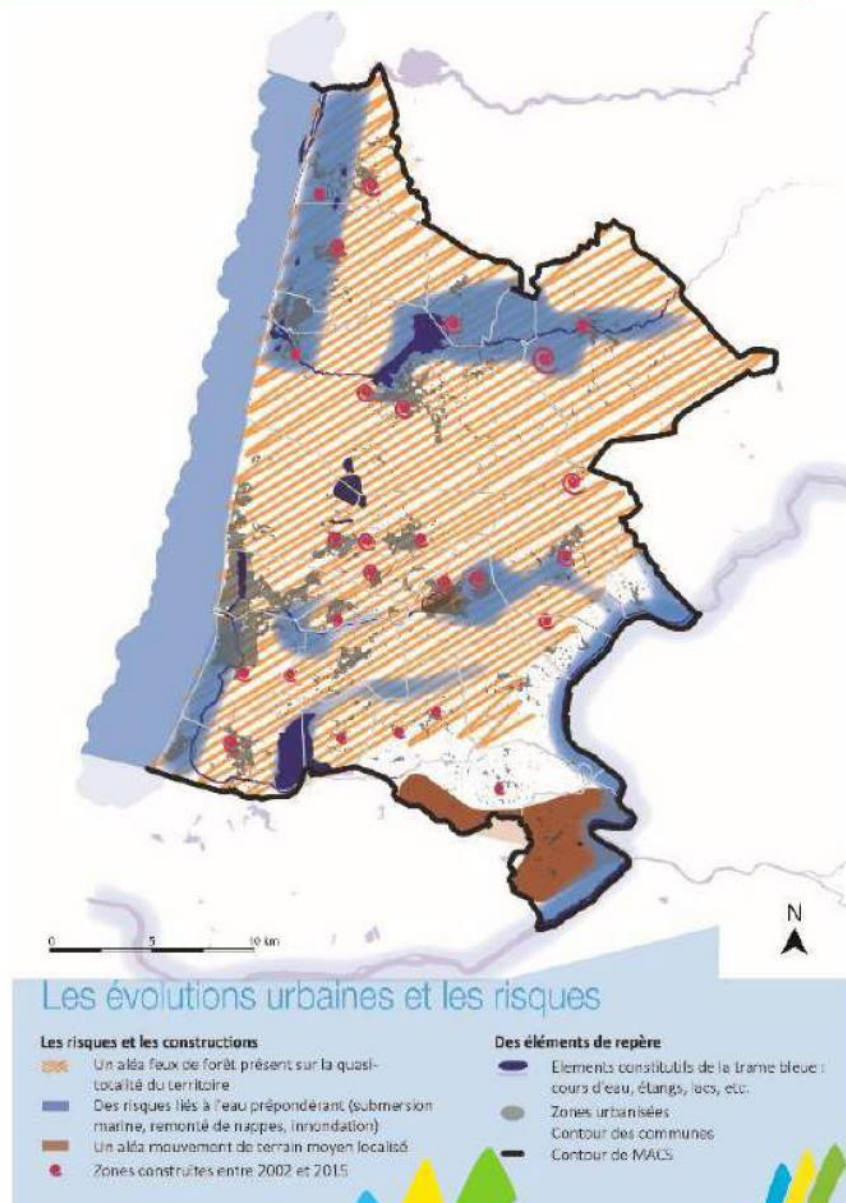 N
0 5 10 km
Les évolutions urbaines et les risques
Les risques et les constructions
Un aléa feux de forêt présent sur la quasi-
totalité du territoire
Des risques liés à l'eau prépondérant (submersion
marine, remonté de nappes, innondation)
Un aléa mouvement de terrain moyen localisé
Zones construites entre 2002 et 2015
Des éléments de repère
Elements constitutifs de la trame bleue :
cours d'eau, étangs, lacs, etc.
Zones urbanisées
Contour des communes
Contour de MACS